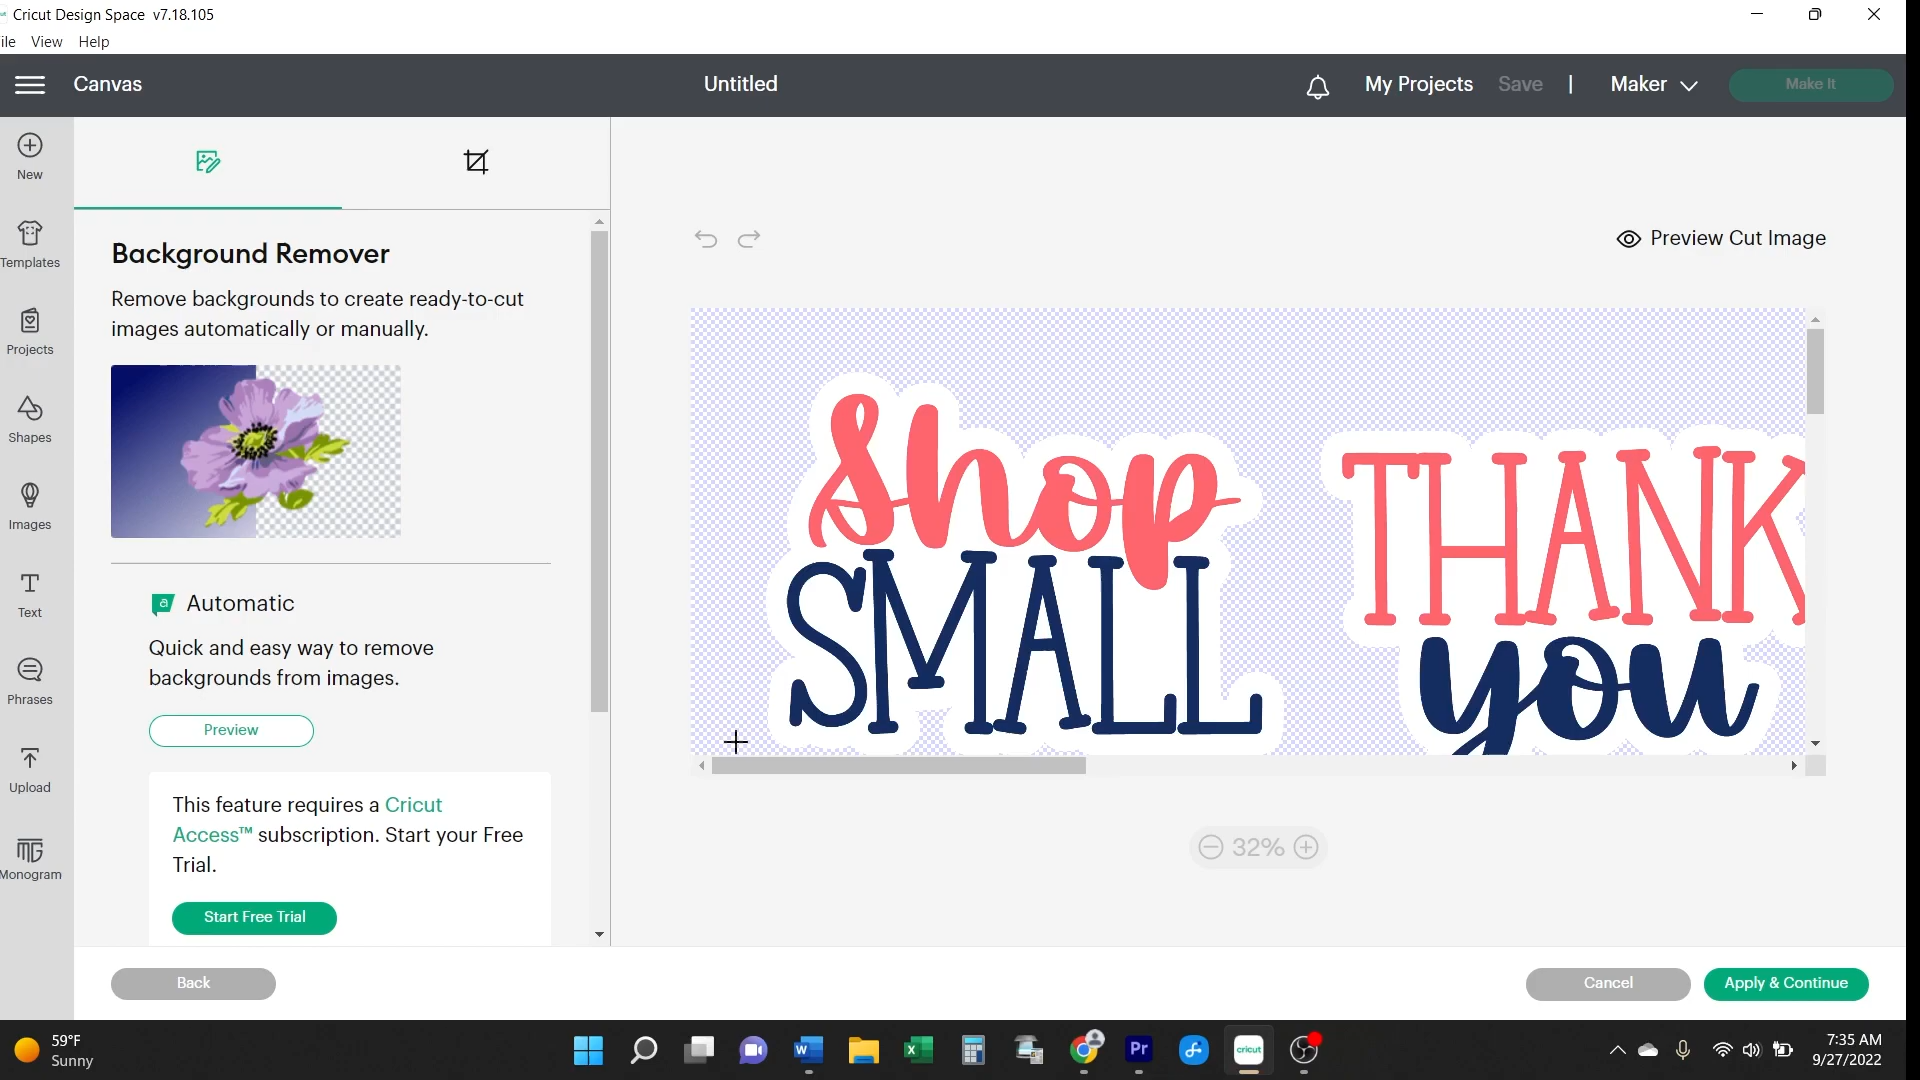 Cricut Design Space v7.18.105
ile View Help
Canvas
Untitled
My Projects Save | Maker
Make It
New
Templates
Projects
Shapes
Images
Text
Phrases
Upload
Monogram
Background Remover
Remove backgrounds to create ready-to-cut
images automatically or manually.
a Automatic
Quick and easy way to remove
backgrounds from images.
Preview
This feature requires a Cricut
Access™ subscription. Start your Free
Trial.
Start Free Trial
Preview Cut Image
Shop
SMALL
THANK
you
32%
Back
Cancel
Apply & Continue
59°F
Sunny
W
X
Pr
cricut
7:35 AM
9/27/2022